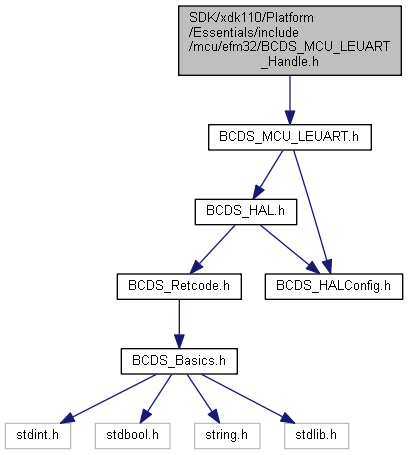 SDK/xdk110/Platform
/Essentials/include
/mcu/efm32/BCDS_MCU_LEUART
_Handle.h
BCDS_MCU_LEUART.h
BCDS_HAL.h
BCDS_Retcode.h
BCDS_HALConfig.h
BCDS_Basics.h
stdint.h
stdbool.h
string.h
stdlib.h